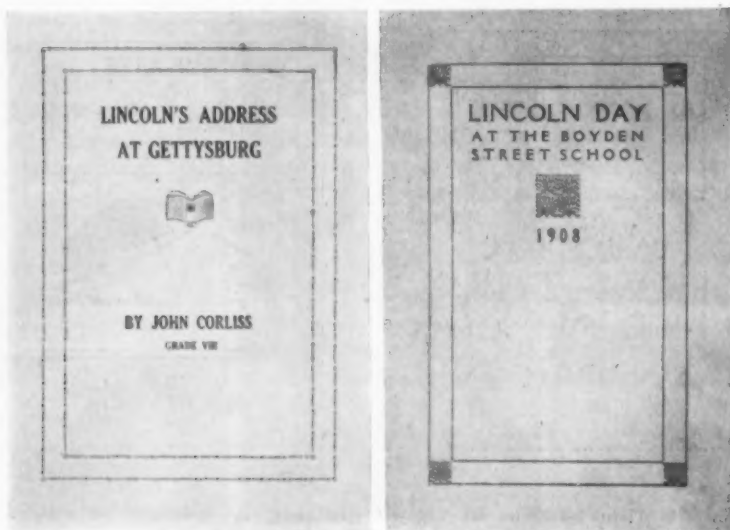 LINCOLN'S ADDRESS
AT GETTYSBURG
BY JOHN CORLISS
GRADE VIII
LINCOLN DAY
AT THE BOYDEN
STREET SCHOOL
1908